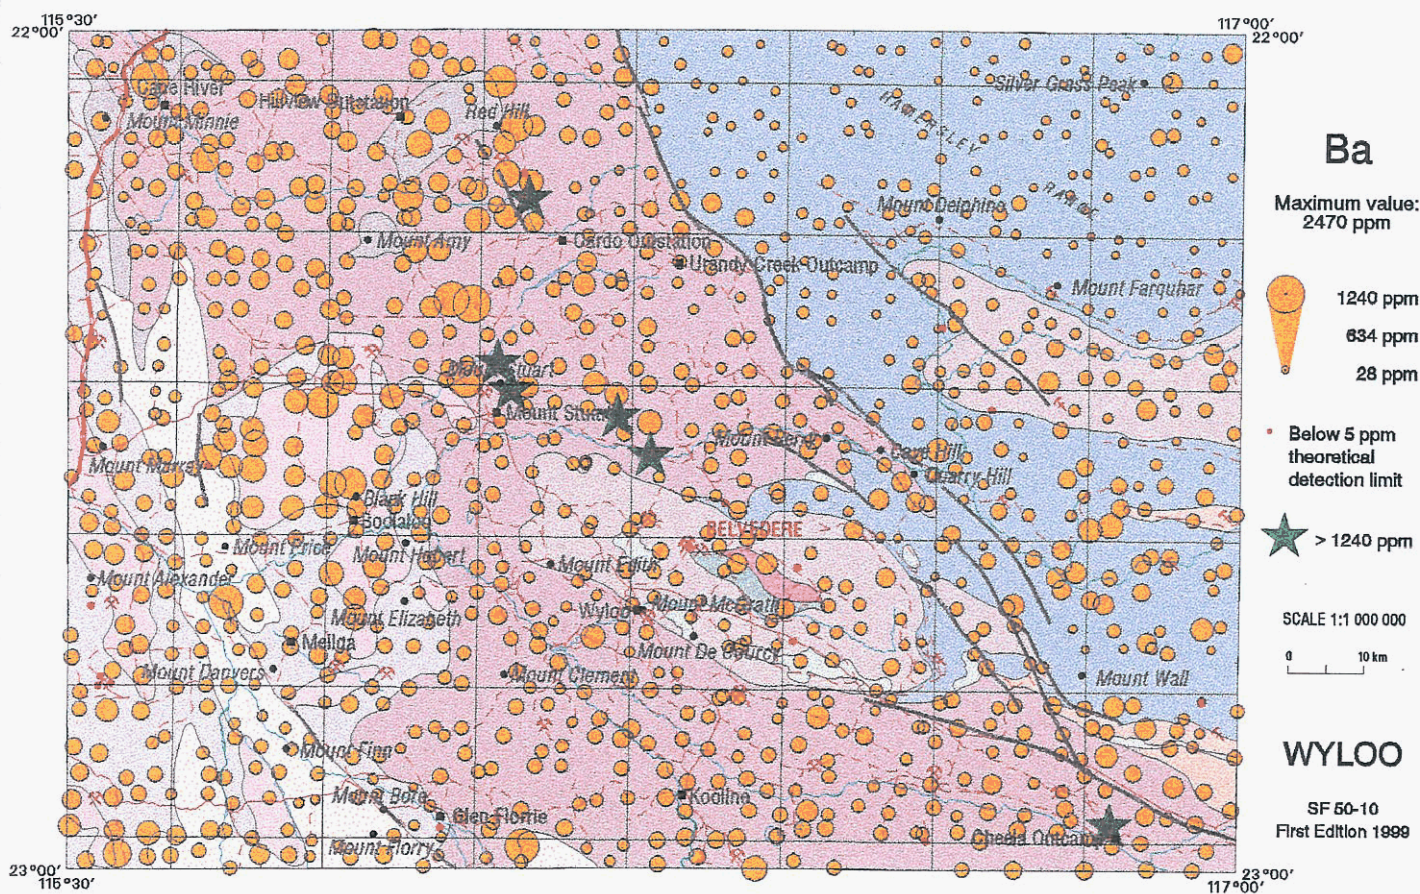 115°30'
117°00'
22°00'
22°00'
Cane River
Mount Minnie
Hillview Outstation
Red Hill
Silver Grass Peak
HAMERSLEY
RANGE
Mount Delphine
Mount Amy
Cardo Outstation
Urandy Creek Outcamp
Mount Farquhar
Mount Stuart
Mount Stuart
Mount Murray
Cane Hill
Quarry Hill
Black Hill
Boolaloo
BELVEDERE
Mount Price
Mount Hubert
Mount Edith
Mount Alexander
Mount Elizabeth
Wyloo
Mount McGrath
Meilga
Mount De Courcy
Mount Danvers
Mount Clement
Mount Wall
Mount Finn
Mount Bore
Kooline
Glen Florrie
Cheela Outcamp
Mount Florry
23°00'
115°30'
23°00'
117°00'
Ba
Maximum value:
2470 ppm
1240 ppm
634 ppm
28 ppm
Below 5 ppm
theoretical
detection limit
> 1240 ppm
SCALE 1:1 000 000
0 10 km
WYLOO
SF 50-10
First Edition 1999